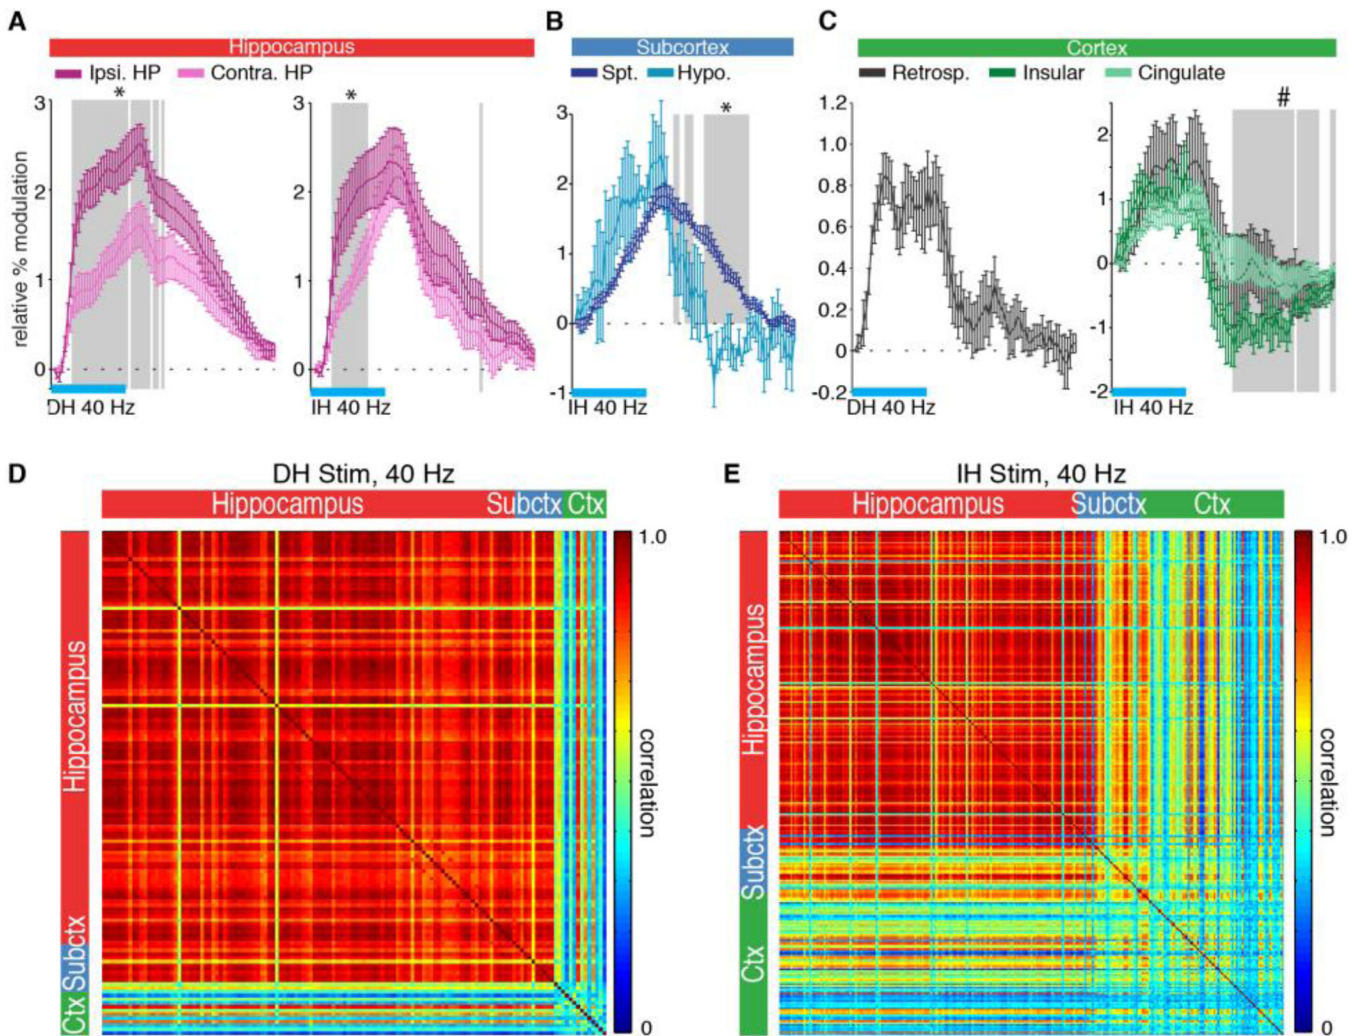 A
Hippocampus
Ipsi. HP Contra. HP
relative % modulation
3
2
1
0
*
DH 40 Hz
3
2
1
0
*
IH 40 Hz
B
Subcortex
Spt. Hypo.
3
2
1
0
-1
*
IH 40 Hz
C
Cortex
Retrosp. Insular Cingulate
1.2
1.0
0.8
0.6
0.4
0.2
0
-0.2
DH 40 Hz
2
1
0
-1
-2
#
IH 40 Hz
D
DH Stim, 40 Hz
Hippocampus Subctx Ctx
Hippocampus
Subctx
Ctx
1.0
correlation
0
E
IH Stim, 40 Hz
Hippocampus Subctx Ctx
Hippocampus
Subctx
Ctx
1.0
correlation
0